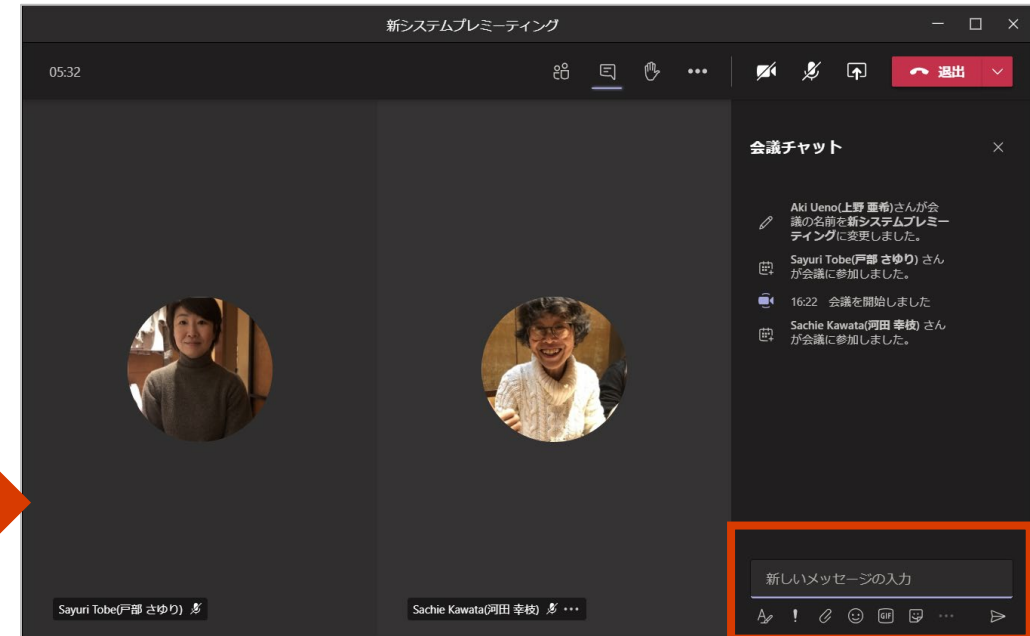 新システムプレミーティング
05:32
退出
会議チャット
Aki Ueno(上野 亜希)さんが会
議の名前を新システムプレミー
ティングに変更しました。
Sayuri Tobe(戸部 さゆり) さん
が会議に参加しました。
16:22 会議を開始しました
Sachie Kawata(河田 幸枝) さん
が会議に参加しました。
新しいメッセージの入力
GIF
Sayuri Tobe(戸部 さゆり)
Sachie Kawata(河田 幸枝)